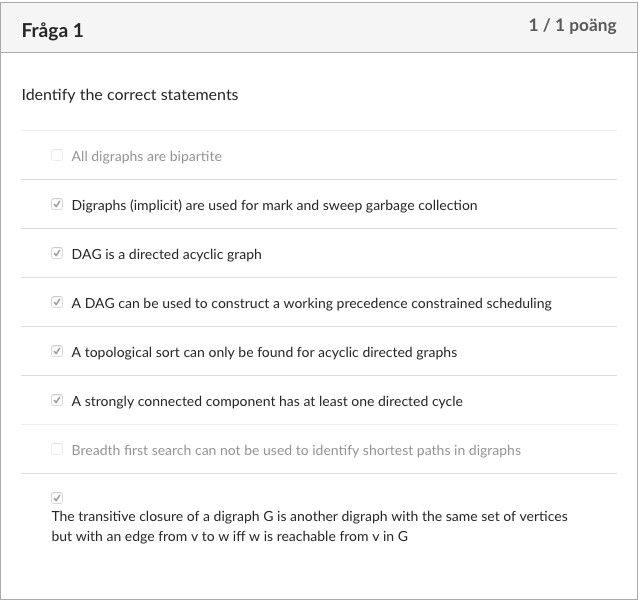 Fråga 1
1 / 1 poäng
Identify the correct statements
All digraphs are bipartite
Digraphs (implicit) are used for mark and sweep garbage collection
DAG is a directed acyclic graph
A DAG can be used to construct a working precedence constrained scheduling
A topological sort can only be found for acyclic directed graphs
A strongly connected component has at least one directed cycle
Breadth first search can not be used to identify shortest paths in digraphs
The transitive closure of a digraph G is another digraph with the same set of vertices
but with an edge from v to w iff w is reachable from v in G